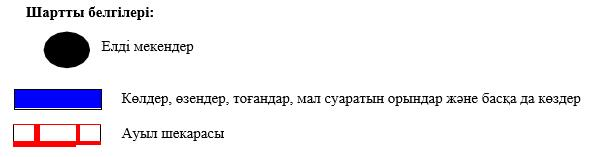 Шартты белгілері:
Елді мекендер
Көлдер, өзендер, тоғандар, мал суаратын орындар және басқа да көздер
Ауыл шекарасы